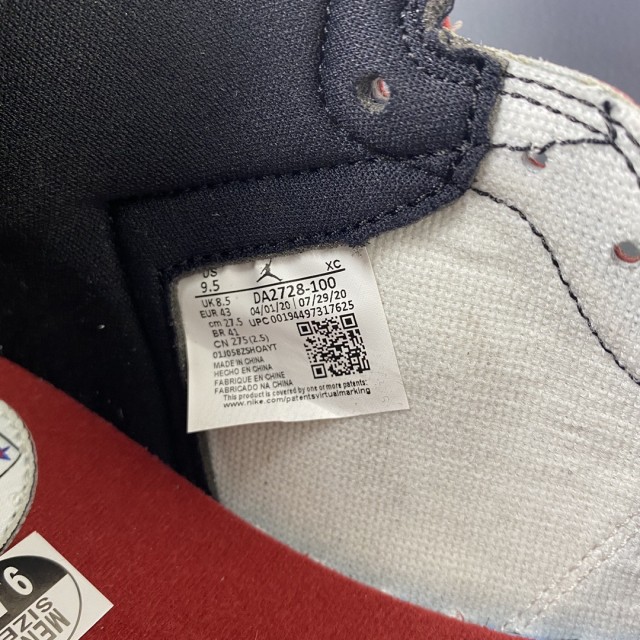 US
9.5
XC
UK 8.5
DA2728-100
EUR 43
04/01/20 07/29/20
cm 27.5
UPC 00194497317625
BR 41
CN 275 (2.5)
MADE IN CHINA
HECHO EN CHINA
FABRIQUE EN CHINE
FABRICADO NA CHINA
This product is covered by one or more patents:
www.nike.com/patentsvirtualmarking
MEN
SIZE